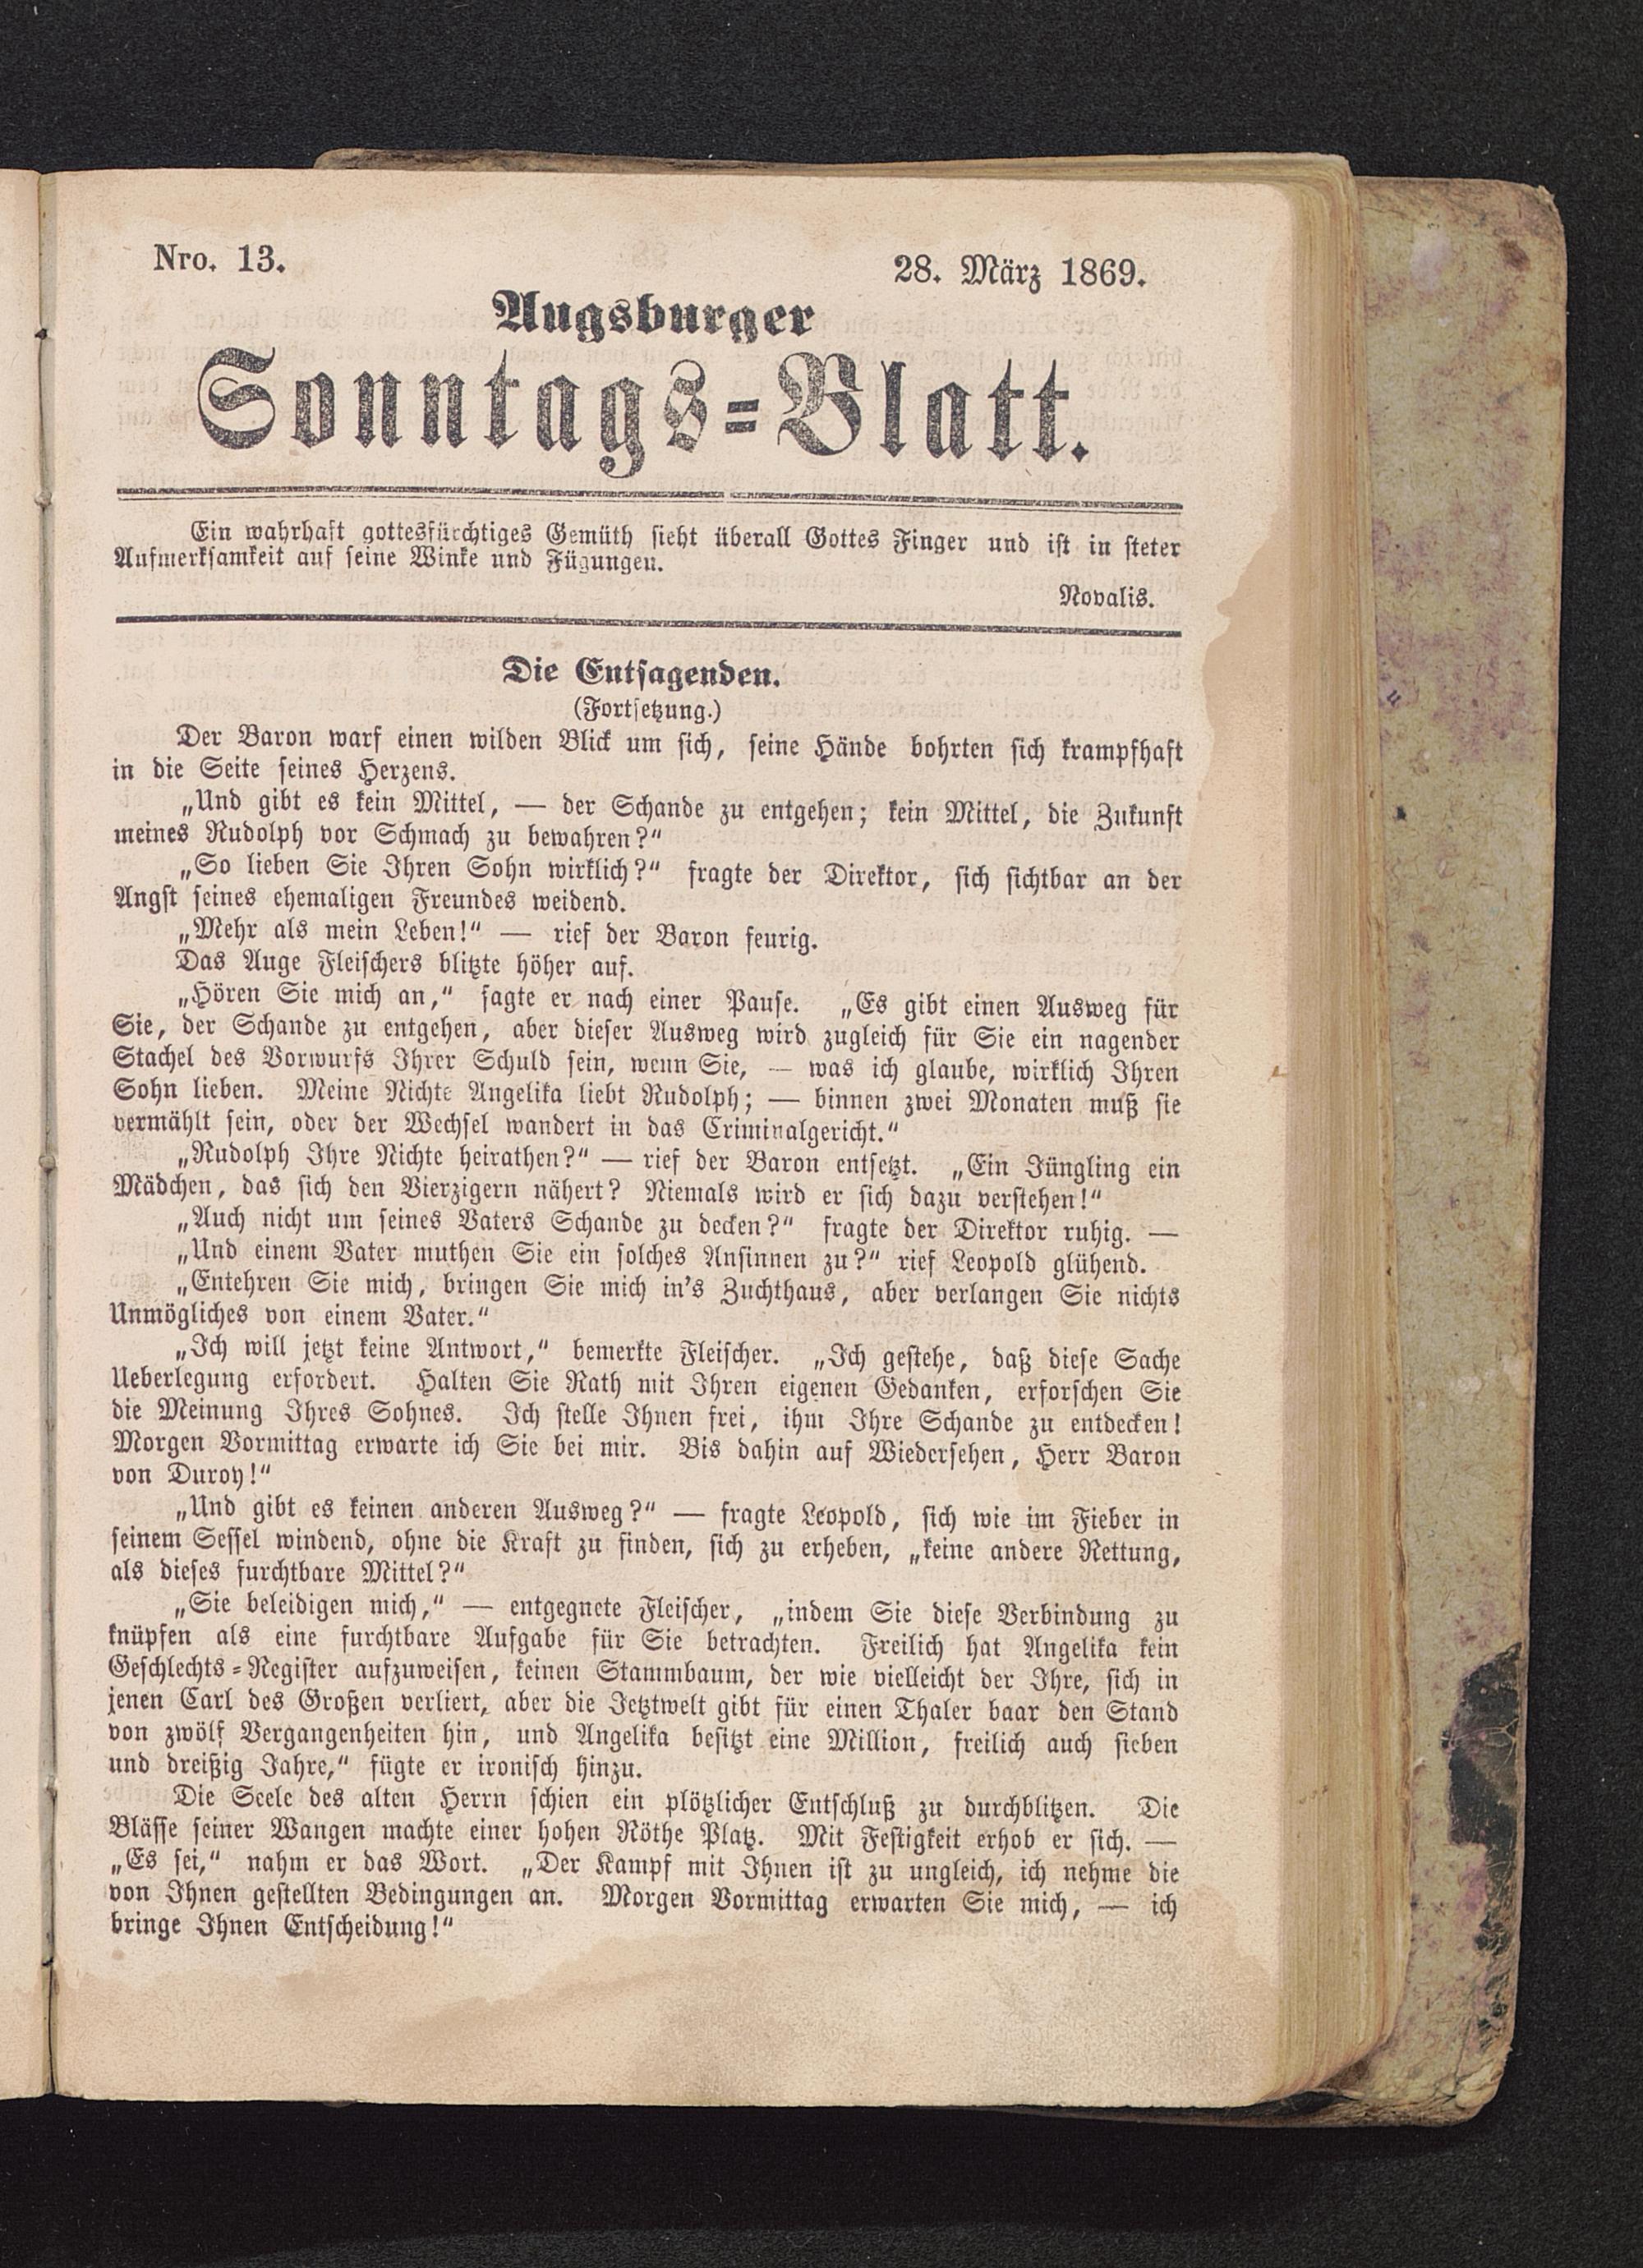 Nro. 13.
28. März 1869.
Augsburger
Sonntags=Blatt.
Ein wahrhaft gottesfürchtiges Gemüth sieht überall Gottes Finger und ist in steter
Aufmerksamkeit auf seine Winke und Fügungen.
Novalis.
Die Entsagenden.
(Fortsetzung.)
Der Baron warf einen wilden Blick um sich, seine Hände bohrten sich krampfhaft
in die Seite seines Herzens.
„Und gibt es kein Mittel, — der Schande zu entgehen; kein Mittel, die Zukunft
meines Rudolph vor Schmach zu bewahren?“
„So lieben Sie Ihren Sohn wirklich?“ fragte der Direktor, sich sichtbar an der
Angst seines ehemaligen Freundes weidend.
„Mehr als mein Leben!“ — rief der Baron feurig.
Das Auge Fleischers blitzte höher auf.
„Hören Sie mich an,“ sagte er nach einer Pause. „Es gibt einen Ausweg für
Sie, der Schande zu entgehen, aber dieser Ausweg wird zugleich für Sie ein nagender
Stachel des Vorwurfs Ihrer Schuld sein, wenn Sie, — was ich glaube, wirklich Ihren
Sohn lieben. Meine Nichte Angelika liebt Rudolph; — binnen zwei Monaten muß sie
vermählt sein, oder der Wechsel wandert in das Criminalgericht.“
„Rudolph Ihre Nichte heirathen?“ — rief der Baron entsetzt. „Ein Jüngling ein
Mädchen, das sich den Vierzigern nähert? Niemals wird er sich dazu verstehen!“
„Auch nicht um seines Vaters Schande zu decken?“ fragte der Direktor ruhig. —
„Und einem Vater muthen Sie ein solches Ansinnen zu?“ rief Leopold glühend.
„Entehren Sie mich, bringen Sie mich in's Zuchthaus, aber verlangen Sie nichts
Unmögliches von einem Vater.“
„Ich will jetzt keine Antwort,“ bemerkte Fleischer. „Ich gestehe, daß diese Sache
Ueberlegung erfordert. Halten Sie Rath mit Ihren eigenen Gedanken, erforschen Sie
die Meinung Ihres Sohnes. Ich stelle Ihnen frei, ihm Ihre Schande zu entdecken!
Morgen Vormittag erwarte ich Sie bei mir. Bis dahin auf Wiedersehen, Herr Baron
von Duroy!“
„Und gibt es keinen anderen Ausweg?“ — fragte Leopold, sich wie im Fieber in
seinem Sessel windend, ohne die Kraft zu finden, sich zu erheben, „keine andere Rettung,
als dieses furchtbare Mittel?“
„Sie beleidigen mich,“ — entgegnete Fleischer, „indem Sie diese Verbindung zu
knüpfen als eine furchtbare Aufgabe für Sie betrachten. Freilich hat Angelika kein
Geschlechts=Register aufzuweisen, keinen Stammbaum, der wie vielleicht der Ihre, sich in
jenen Carl des Großen verliert, aber die Jetztwelt gibt für einen Thaler baar den Stand
von zwölf Vergangenheiten hin, und Angelika besitzt eine Million, freilich auch sieben
und dreißig Jahre,“ fügte er ironisch hinzu.
Die Seele des alten Herrn schien ein plötzlicher Entschluß zu durchblitzen. Die
Blässe seiner Wangen machte einer hohen Röthe Platz. Mit Festigkeit erhob er sich. —
„Es sei,“ nahm er das Wort. „Der Kampf mit Ihnen ist zu ungleich, ich nehme die
von Ihnen gestellten Bedingungen an. Morgen Vormittag erwarten Sie mich, — ich
bringe Ihnen Entscheidung!“